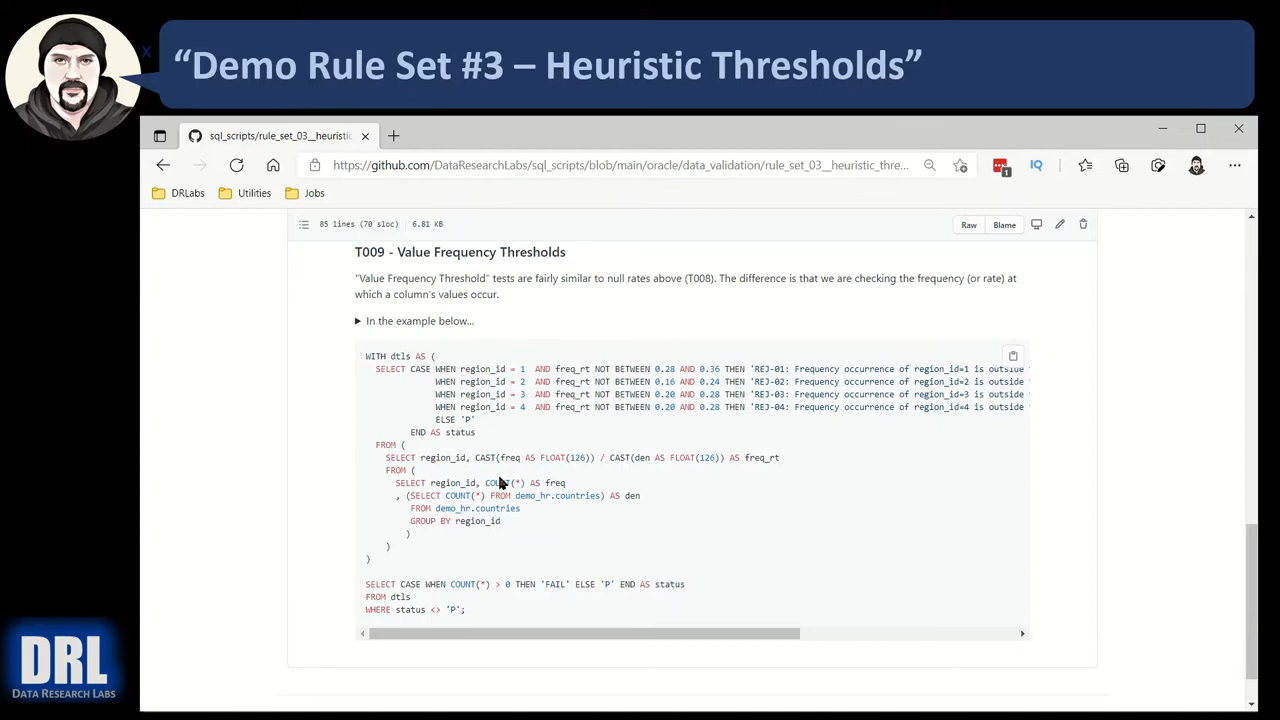 “Demo Rule Set #3 – Heuristic Thresholds”
x
sql_scripts/rule_set_03__heuristic
https://github.com/DataResearchLabs/sql_scripts/blob/main/oracle/data_validation/rule_set_03__heuristic_thre...
1
IQ
DRLabs
Utilities
Jobs
85 lines (70 sloc)
6.81 KB
Raw
Blame
T009 - Value Frequency Thresholds
"Value Frequency Threshold" tests are fairly similar to null rates above (T008). The difference is that we are checking the frequency (or rate) at
which a column's values occur.
In the example below...
WITH dtls AS (
SELECT CASE WHEN region_id = 1 AND freq_rt NOT BETWEEN 0.28 AND 0.36 THEN 'REJ-01: Frequency occurrence of region_id=1 is outside
WHEN region_id = 2 AND freq_rt NOT BETWEEN 0.16 AND 0.24 THEN 'REJ-02: Frequency occurrence of region_id=2 is outside
WHEN region_id = 3 AND freq_rt NOT BETWEEN 0.20 AND 0.28 THEN 'REJ-03: Frequency occurrence of region_id=3 is outside
WHEN region_id = 4 AND freq_rt NOT BETWEEN 0.20 AND 0.28 THEN 'REJ-04: Frequency occurrence of region_id=4 is outside
ELSE 'P'
END AS status
FROM (
SELECT region_id, CAST(freq AS FLOAT(126)) / CAST(den AS FLOAT(126)) AS freq_rt
FROM (
SELECT region_id, COUNT(*) AS freq
, (SELECT COUNT(*) FROM demo_hr.countries) AS den
FROM demo_hr.countries
GROUP BY region_id
)
)
)
SELECT CASE WHEN COUNT(*) > 0 THEN 'FAIL' ELSE 'P' END AS status
FROM dtls
WHERE status <> 'P';
DRL
DATA RESEARCH LABS